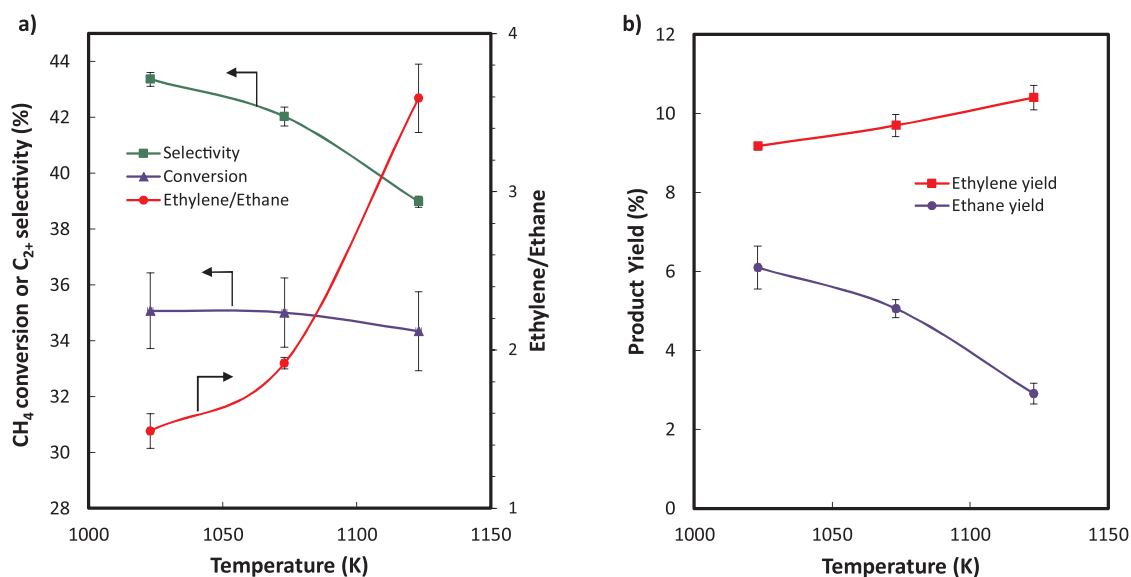 a)
CH4 conversion or C2+ selectivity (%)
44
42
40
38
36
34
32
30
28
Selectivity
Conversion
Ethylene/Ethane
4
3
2
1
Ethylene/Ethane
1000
1050
1100
1150
Temperature (K)
b)
Product Yield (%)
12
10
8
6
4
2
0
Ethylene yield
Ethane yield
1000
1050
1100
1150
Temperature (K)